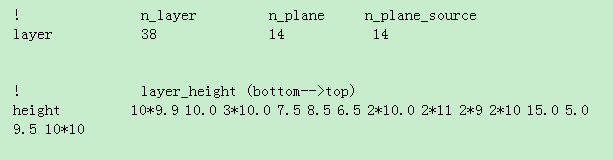 ! n_layer n_plane n_plane_source
layer 38 14 14
! layer_height (bottom-->top)
height 10*9.9 10.0 3*10.0 7.5 8.5 6.5 2*10.0 2*11 2*9 2*10 15.0 5.0
9.5 10*10